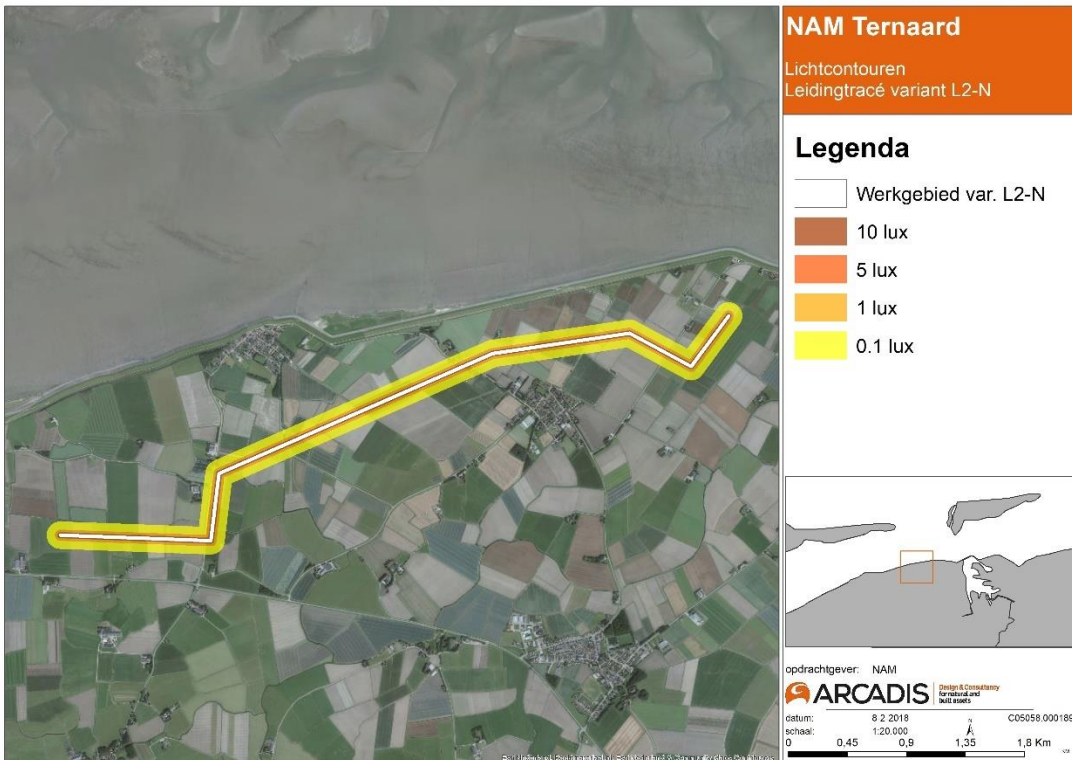 NAM Ternaard
Lichtcontouren
Leidingtracé variant L2-N
Legenda
Werkgebied var. L2-N
10 lux
5 lux
1 lux
0.1 lux
opdrachtgever: NAM
ARCADIS
Design & Consultancy
for natural and
built assets
datum: 8 2 2018 C05058.000189
schaal: 1:20.000
N
0 0,45 0,9 1,35 1,8 Km